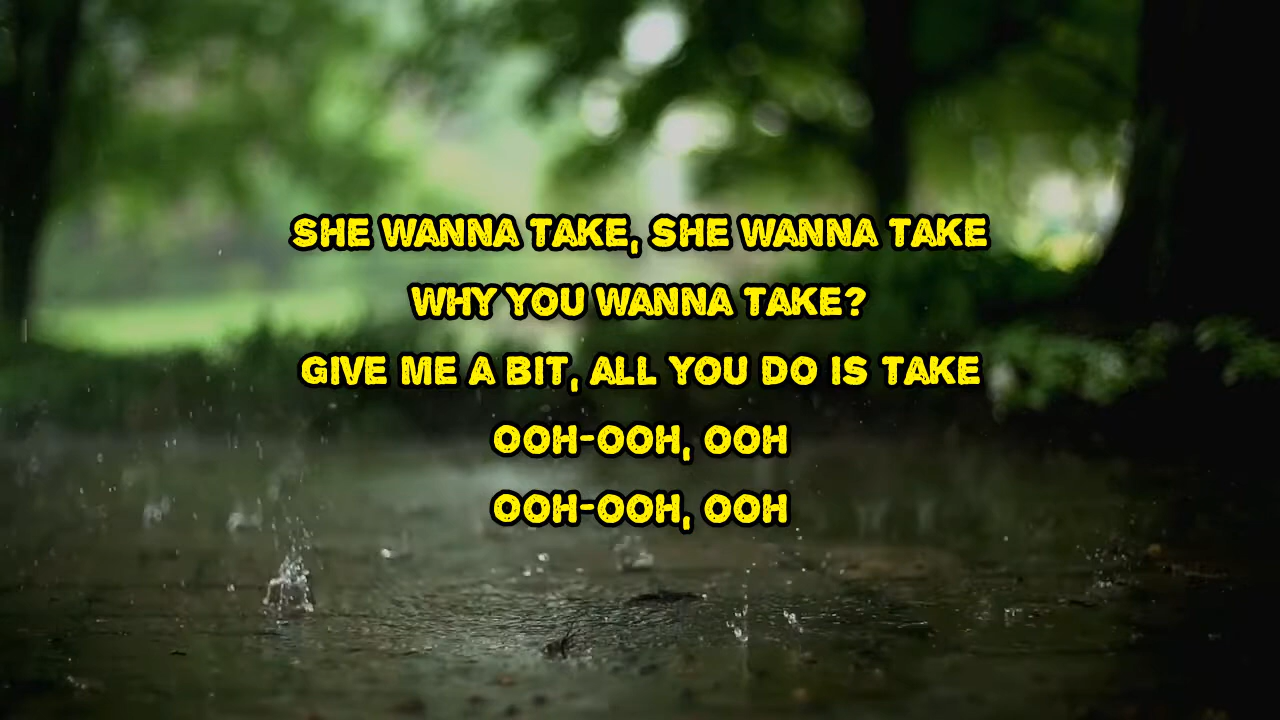 SHE WANNA TAKE, SHE WANNA TAKE
WHY YOU WANNA TAKE?
GIVE ME A BIT, ALL YOU DO IS TAKE
OOH-OOH, OOH
OOH-OOH, OOH